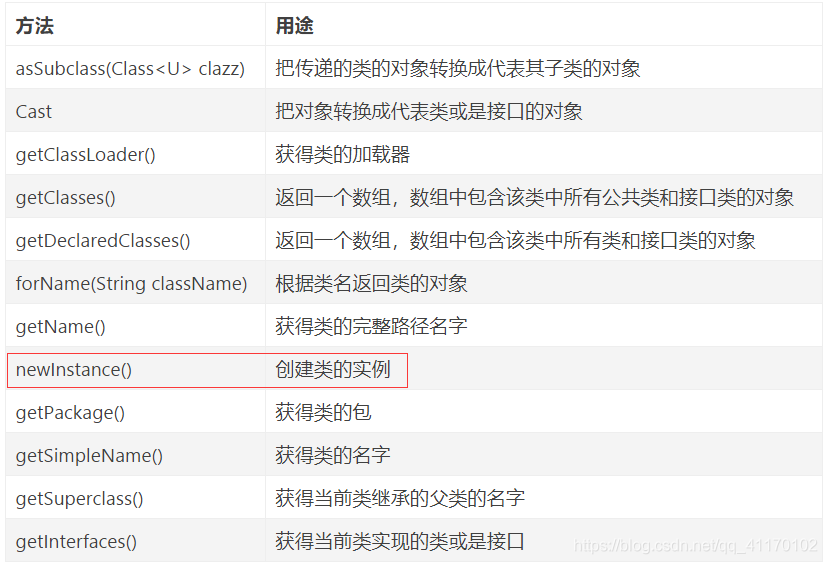 方法 用途
asSubclass(Class<U> clazz) 把传递的类的对象转换成代表其子类的对象
Cast 把对象转换成代表类或是接口的对象
getClassLoader() 获得类的加载器
getClasses() 返回一个数组，数组中包含该类中所有公共类和接口类的对象
getDeclaredClasses() 返回一个数组，数组中包含该类中所有类和接口类的对象
forName(String className) 根据类名返回类的对象
getName() 获得类的完整路径名字
newInstance() 创建类的实例
getPackage() 获得类的包
getSimpleName() 获得类的名字
getSuperclass() 获得当前类继承的父类的名字
getInterfaces() 获得当前类实现的类或是接口
https://blog.csdn.net/qq_41170102